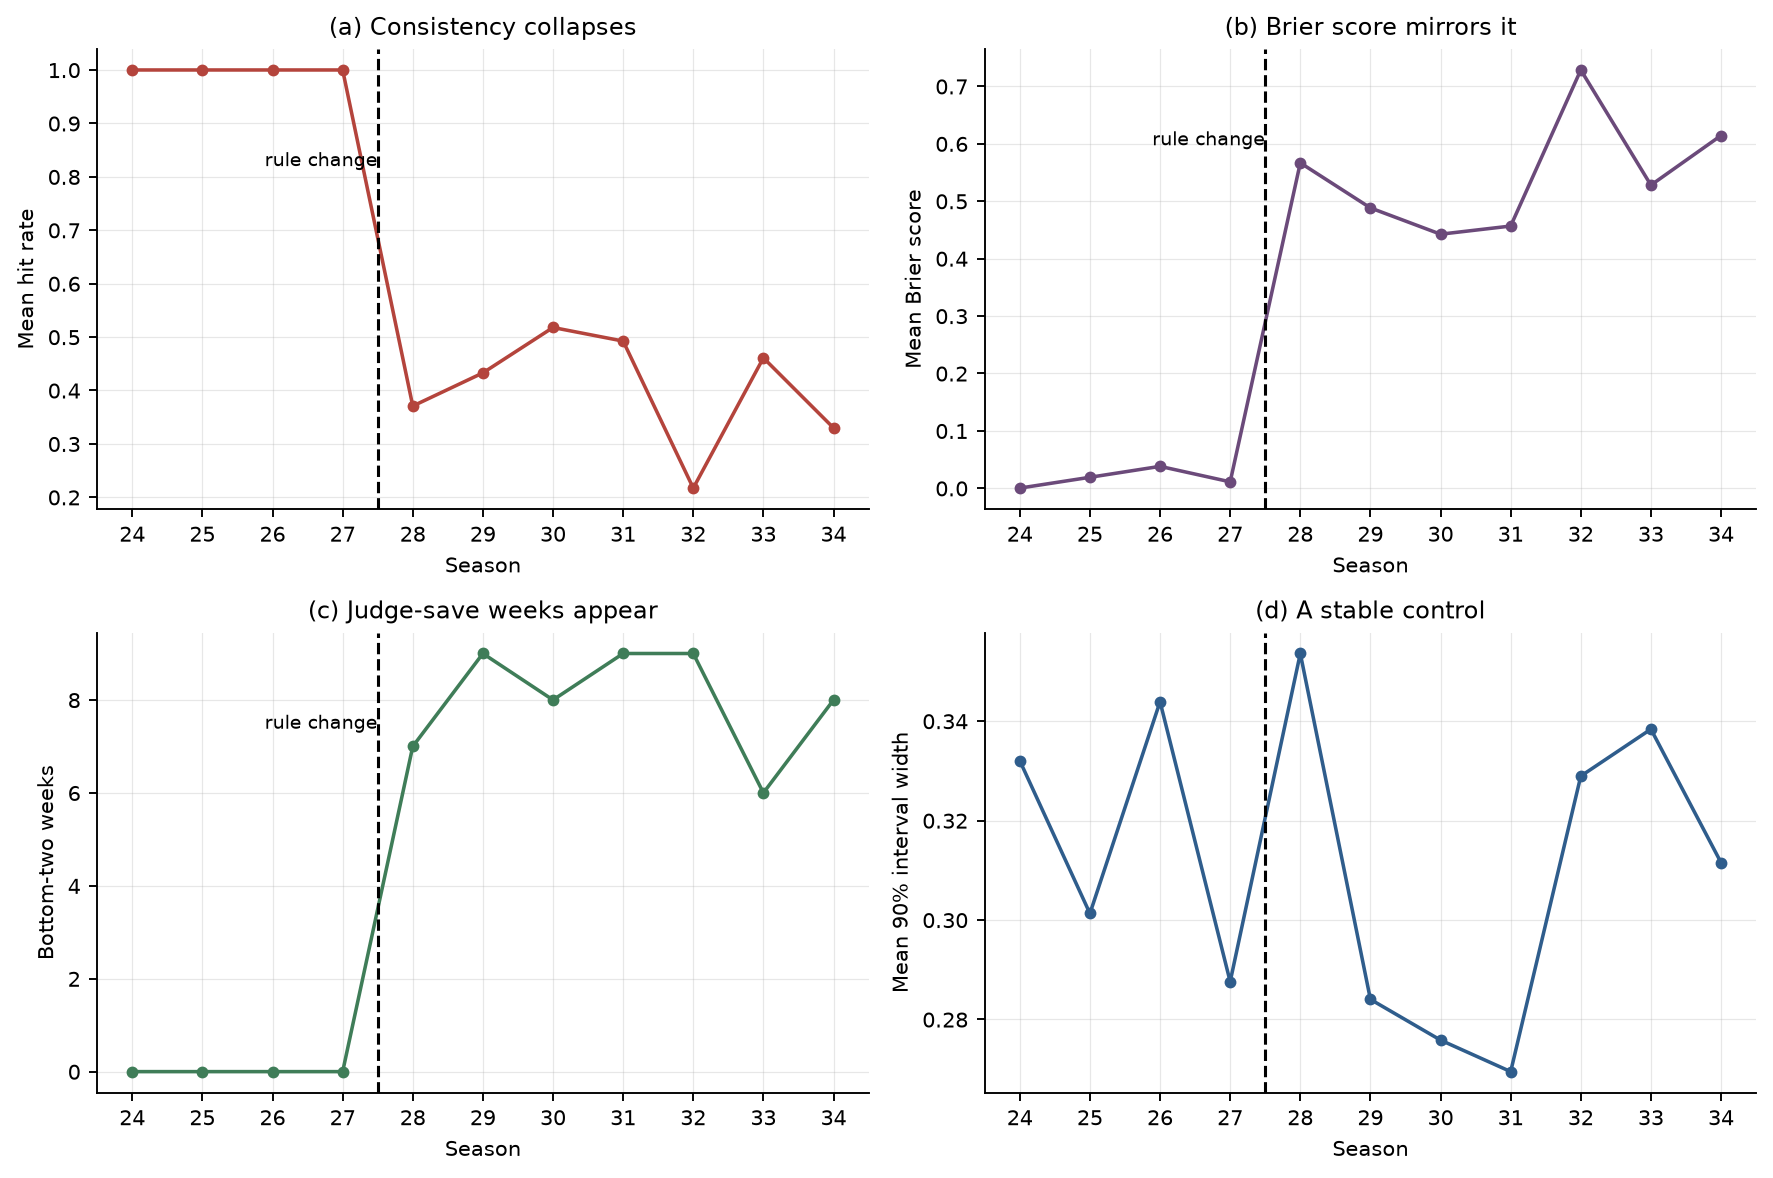 (a) Consistency collapses
Mean hit rate
1.0
0.9
0.8
0.7
0.6
0.5
0.4
0.3
0.2
rule change
24 25 26 27 28 29 30 31 32 33 34
Season
(b) Brier score mirrors it
Mean Brier score
0.7
0.6
0.5
0.4
0.3
0.2
0.1
0.0
rule change
24 25 26 27 28 29 30 31 32 33 34
Season
(c) Judge-save weeks appear
Bottom-two weeks
8
6
4
2
0
rule change
24 25 26 27 28 29 30 31 32 33 34
Season
(d) A stable control
Mean 90% interval width
0.34
0.32
0.30
0.28
24 25 26 27 28 29 30 31 32 33 34
Season